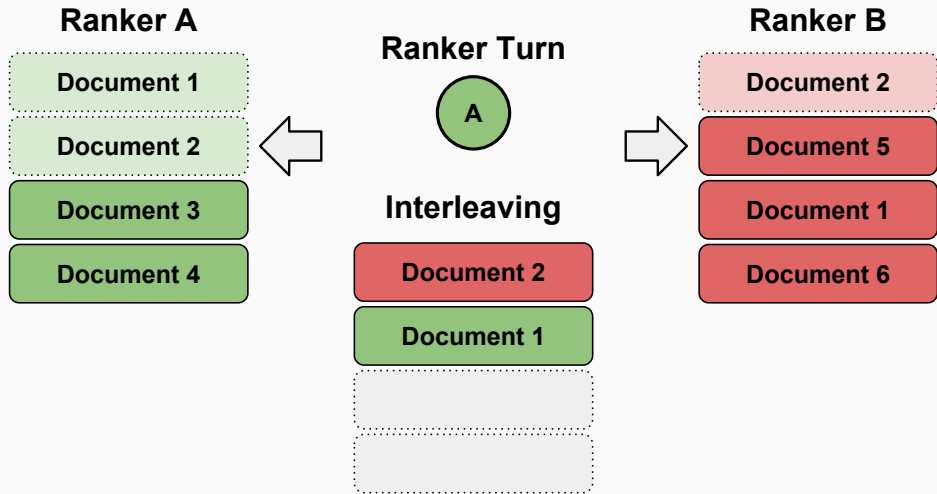 Ranker A
Document 1
Document 2
Document 3
Document 4
Ranker Turn
A
Interleaving
Document 2
Document 1
Ranker B
Document 2
Document 5
Document 1
Document 6